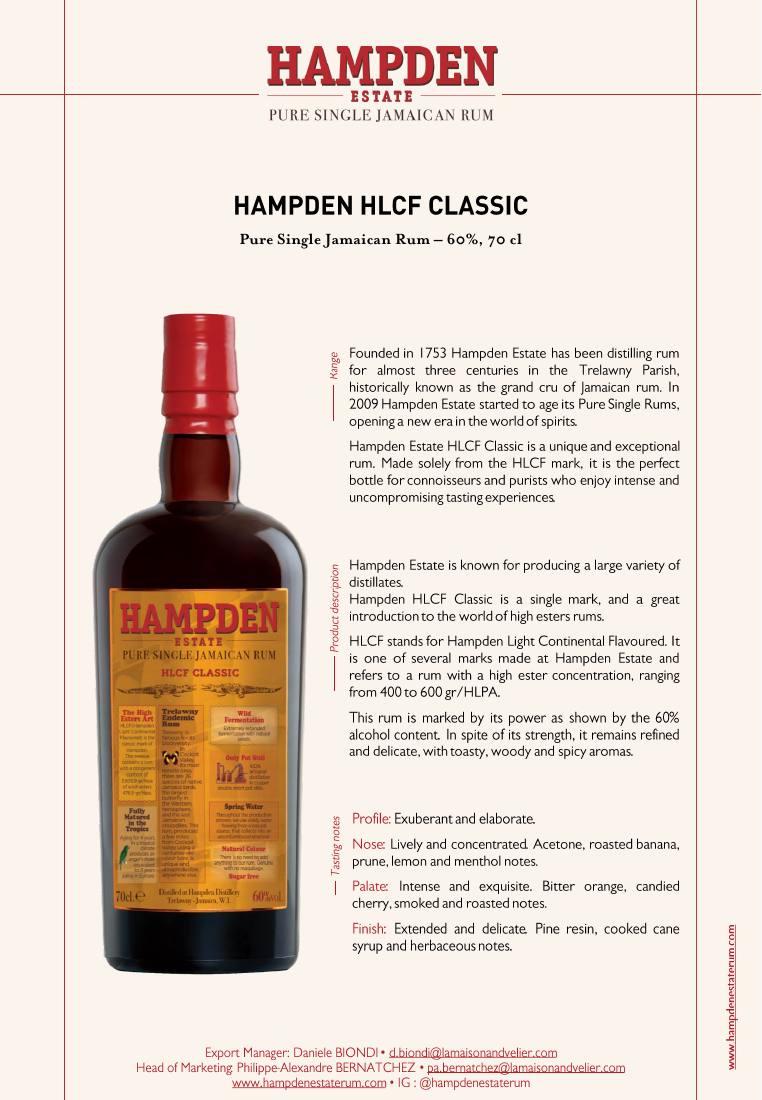 HAMPDEN
ESTATE
PURE SINGLE JAMAICAN RUM
HAMPDEN HLCF CLASSIC
Pure Single Jamaican Rum – 60%, 70 cl
Range
Founded in 1753 Hampden Estate has been distilling rum
for almost three centuries in the Trelawny Parish,
historically known as the grand cru of Jamaican rum. In
2009 Hampden Estate started to age its Pure Single Rums,
opening a new era in the world of spirits.
Hampden Estate HLCF Classic is a unique and exceptional
rum. Made solely from the HLCF mark, it is the perfect
bottle for connoisseurs and purists who enjoy intense and
uncompromising tasting experiences.
Product description
Hampden Estate is known for producing a large variety of
distillates.
Hampden HLCF Classic is a single mark, and a great
introduction to the world of high esters rums.
HLCF stands for Hampden Light Continental Flavoured. It
is one of several marks made at Hampden Estate and
refers to a rum with a high ester concentration, ranging
from 400 to 600 gr/HLPA.
This rum is marked by its power as shown by the 60%
alcohol content. In spite of its strength, it remains refined
and delicate, with toasty, woody and spicy aromas.
Tasting notes
Profile: Exuberant and elaborate.
Nose: Lively and concentrated. Acetone, roasted banana,
prune, lemon and menthol notes.
Palate: Intense and exquisite. Bitter orange, candied
cherry, smoked and roasted notes.
Finish: Extended and delicate. Pine resin, cooked cane
syrup and herbaceous notes.
HAMPDEN
ESTATE
PURE SINGLE JAMAICAN RUM
HLCF CLASSIC
The High
Esters Art
Fully
Matured
in the
Tropics
Trelawny
Endemic
Rum
Wild
Fermentation
Only Pot Still
Spring Water
Natural Colour
Sugar free
70cl. ℮
Distilled at Hampden Distillery
Trelawny - Jamaica, W.I.
60%vol.
www.hampdenestaterum.com
Export Manager: Daniele BIONDI • d.biondi@lamaisonandvelier.com
Head of Marketing: Philippe-Alexandre BERNATCHEZ • pa.bernatchez@lamaisonandvelier.com
www.hampdenestaterum.com • IG : @hampdenestaterum